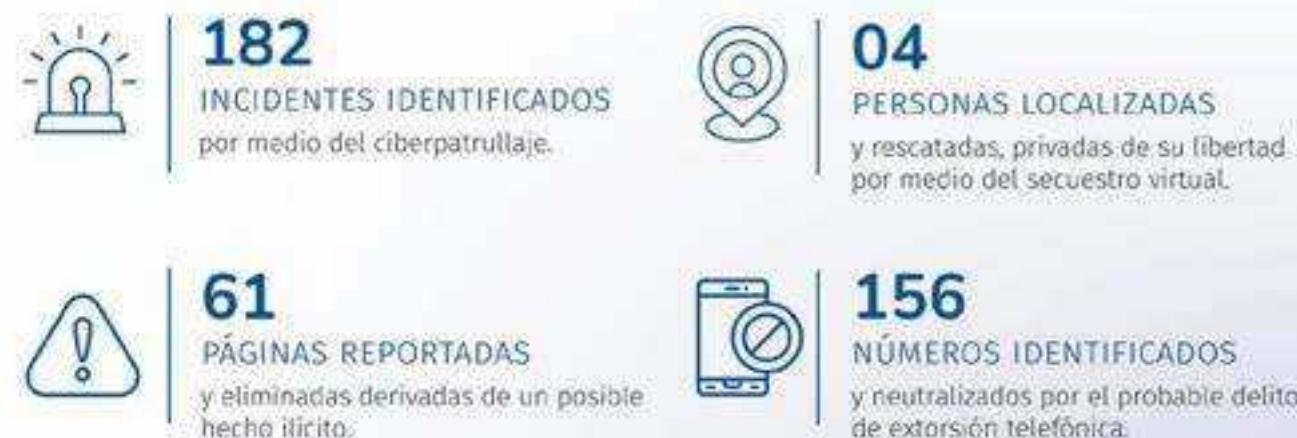 182
INCIDENTES IDENTIFICADOS
por medio del ciberpatrullaje.
04
PERSONAS LOCALIZADAS
y rescatadas, privadas de su libertad
por medio del secuestro virtual.
61
PÁGINAS REPORTADAS
y eliminadas derivadas de un posible
hecho ilícito.
156
NÚMEROS IDENTIFICADOS
y neutralizados por el probable delito
de extorsión telefónica.